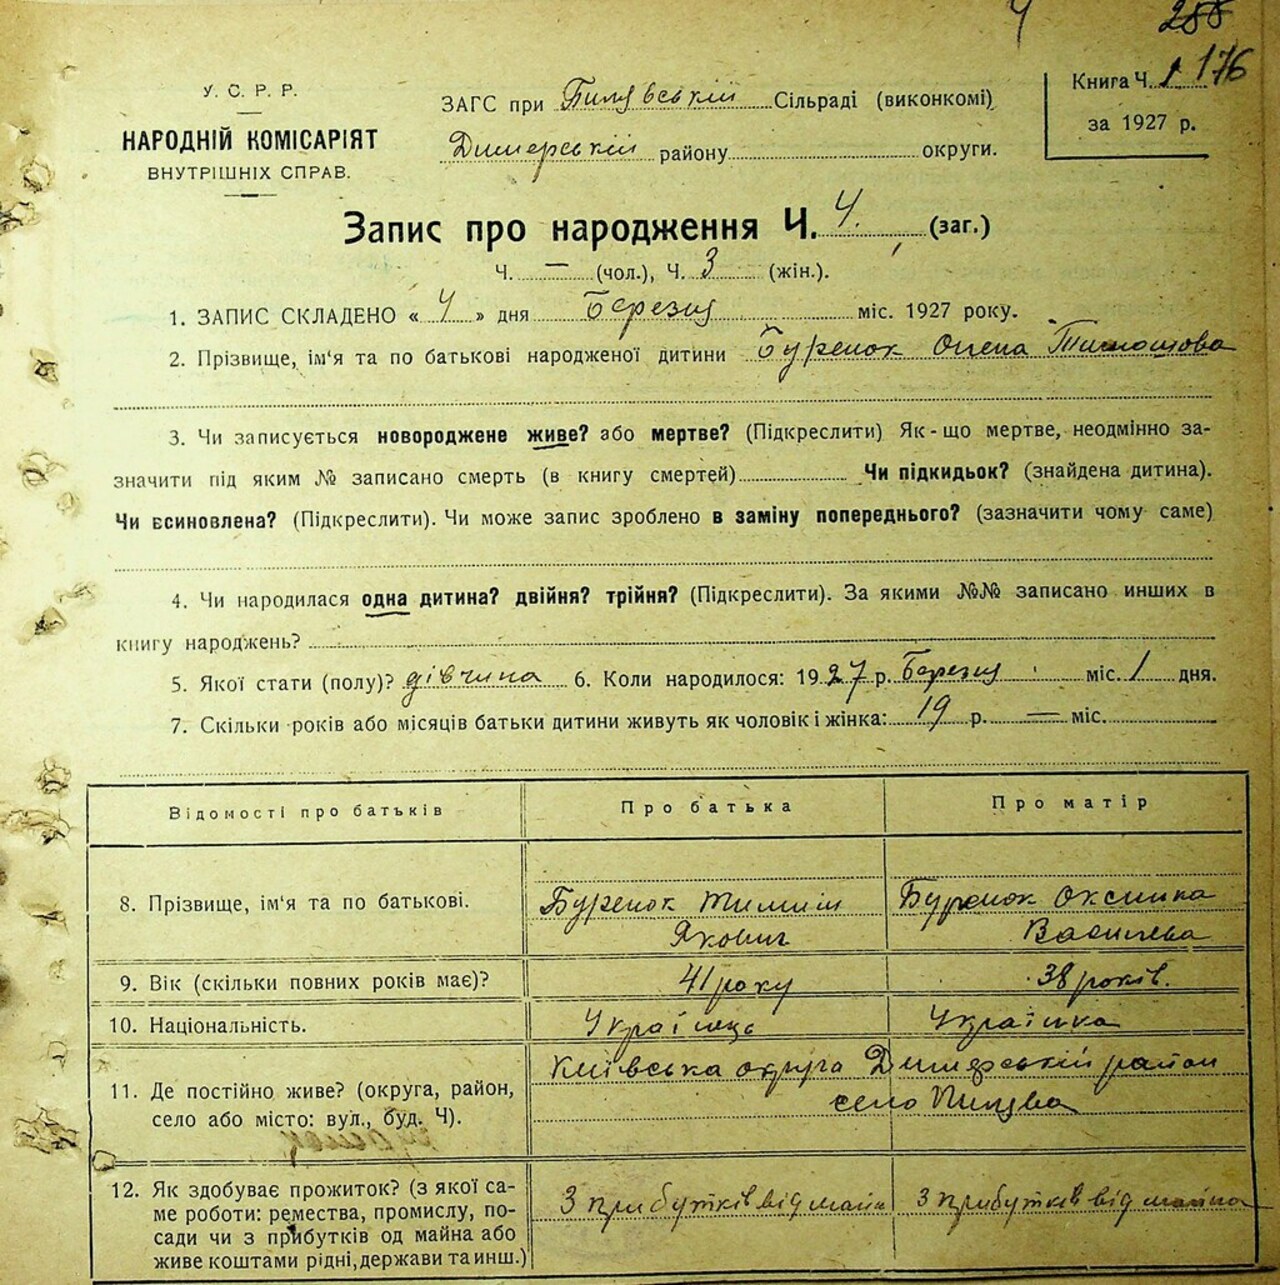 Ч 288
176
У. С. Р. Р.
НАРОДНІЙ КОМІСАРІЯТ
ВНУТРІШНІХ СПРАВ.
ЗАГС при Пилявській Сільраді (виконкомі)
Димерський району округи.
Книга Ч. 1
за 1927 р.
Запис про народження Ч. 4. (заг.)
Ч. — (чол.), Ч. 3 (жін.).
1. ЗАПИС СКЛАДЕНО « 4 » дня Березня міс. 1927 року.
2. Прізвище, ім'я та по батькові народженої дитини Буренок Олена Тимошова
3. Чи записується новороджене живе? або мертве? (Підкреслити) Як-що мертве, неодмінно за-
значити під яким № записано смерть (в книгу смертей) Чи підкидьок? (знайдена дитина).
Чи всиновлена? (Підкреслити). Чи може запис зроблено в заміну попереднього? (зазначити чому саме)
4. Чи народилася одна дитина? двійня? трійня? (Підкреслити). За якими №№ записано инших в
книгу народжень?
5. Якої стати (полу)? дівчина 6. Коли народилося: 1927 р. Березня міс. 1 дня.
7. Скільки років або місяців батьки дитини живуть як чоловік і жінка: 19 р. — міс.
Відомості про батьків Про батька Про матір
8. Прізвище, ім'я та по батькові. Буренок Тиміш Буренок Оксинка
Якович Васильева
9. Вік (скільки повних років має)? 41 року 38 років.
10. Національність. Українець Українка
11. Де постійно живе? (округа, район, Київська округа Димерській район
село або місто: вул., буд. Ч). село Пилява
12. Як здобуває прожиток? (з якої са-
ме роботи: ремества, промислу, по- З прибутків від майн З прибутків від майна
сади чи з прибутків од майна або
живе коштами рідні, держави та инш.)